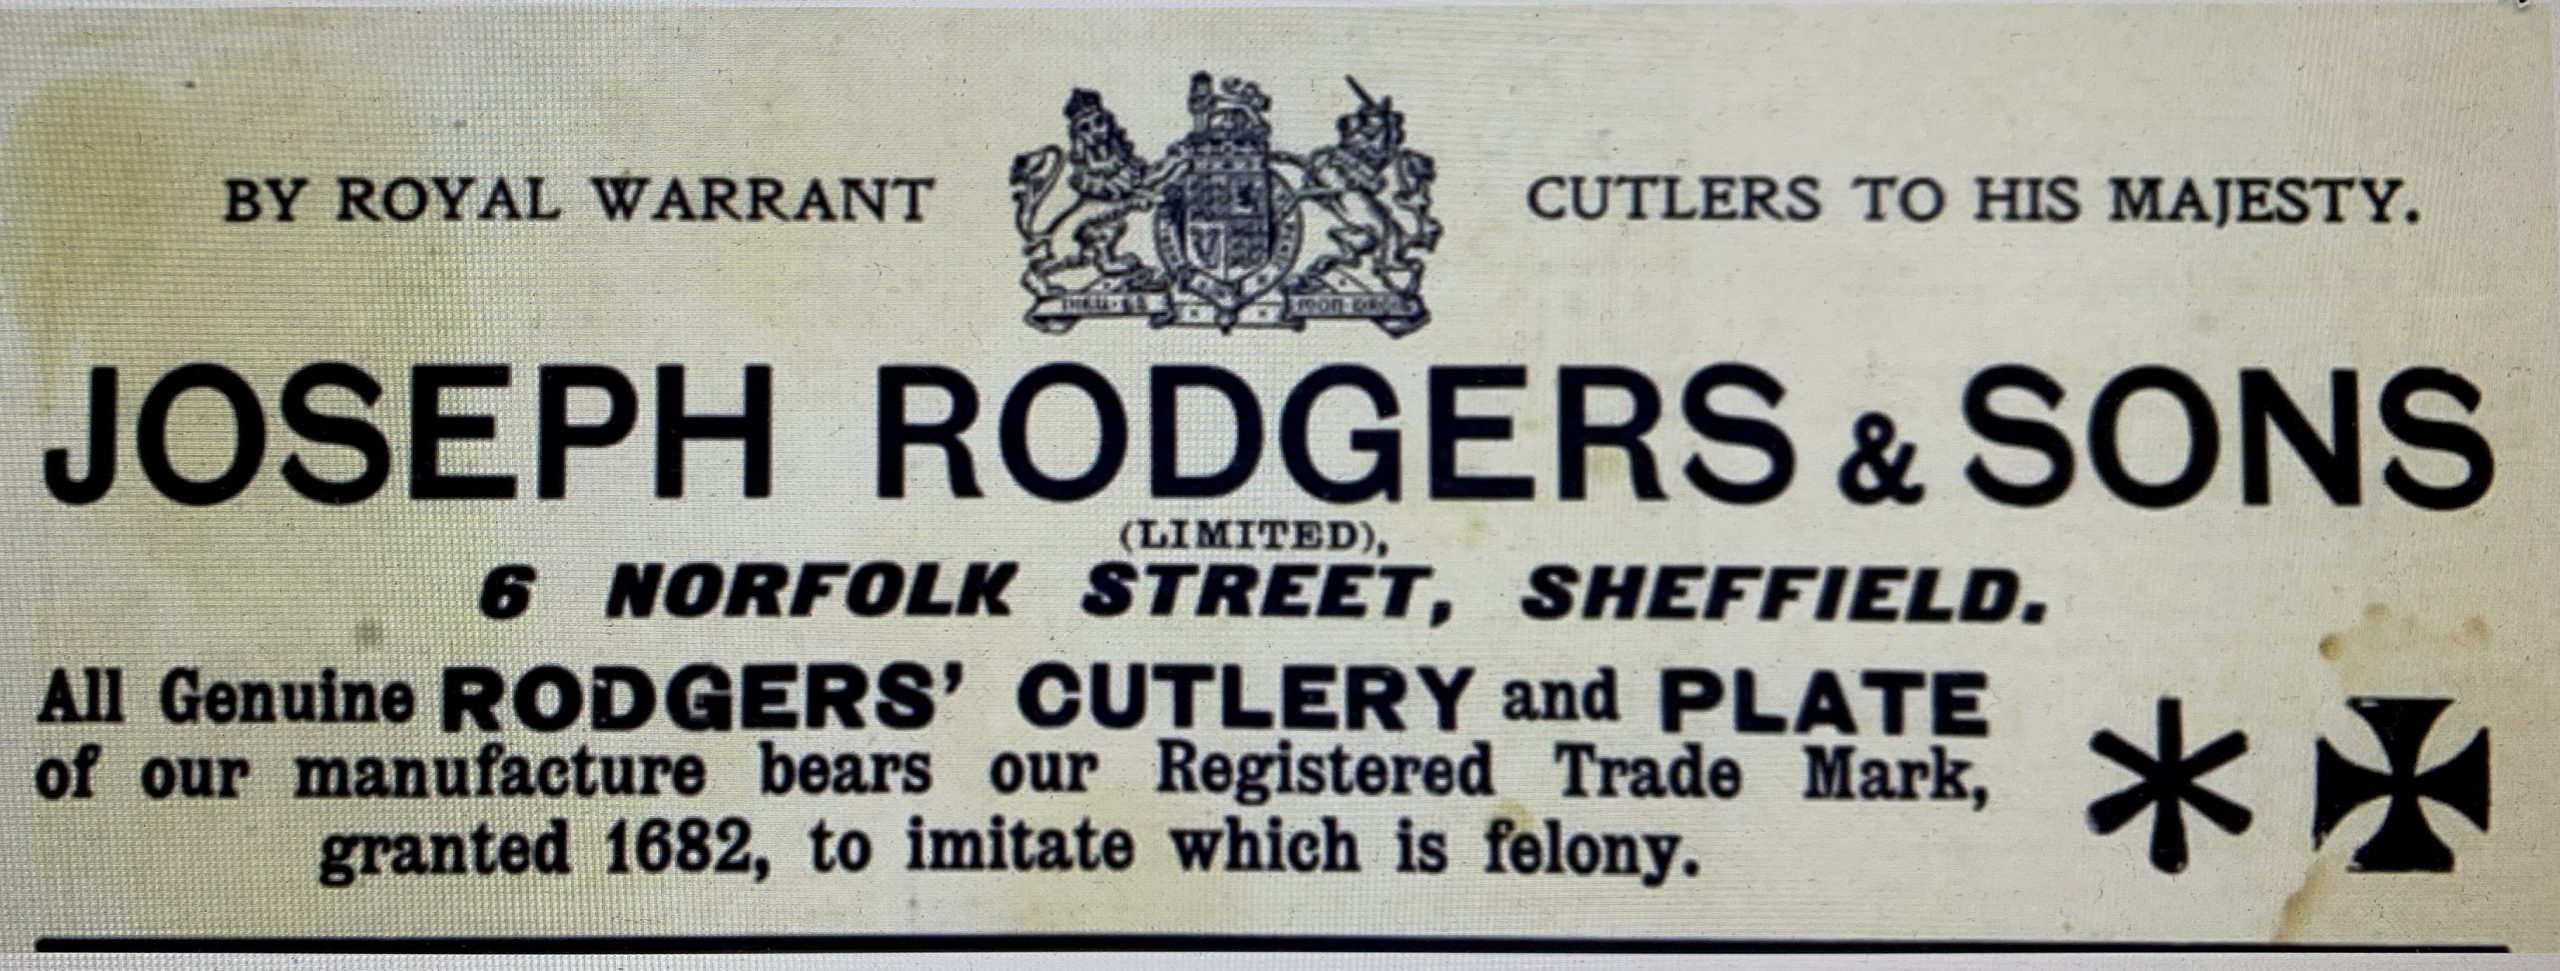 BY ROYAL WARRANT CUTLERS TO HIS MAJESTY.
JOSEPH RODGERS & SONS
(LIMITED),
6 NORFOLK STREET, SHEFFIELD.
All Genuine RODGERS' CUTLERY and PLATE
of our manufacture bears our Registered Trade Mark,
granted 1682, to imitate which is felony.